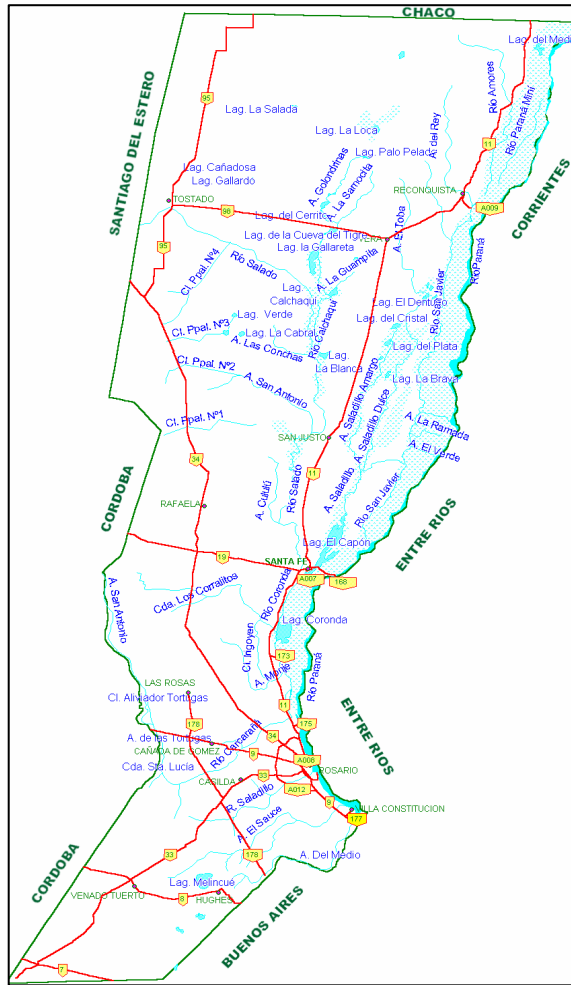 CHACO
Lag. del Medi
95
Lag. La Salada
Río Amores
Río Paraná Miní
Lag. La Loca
A. del Rey
11
SANTIAGO DEL ESTERO
Lag. Palo Pelado
A. Golondrinas
Lag. Cañadosa
Lag. Gallardo
A. La Sarnocita
RECONQUISTA
CORRIENTES
TOSTADO
98
Lag. del Cerrito
A009
A. El Toba
Lag. de la Cueva del Tigre
VERA
95
Lag. la Gallareta
Río Paraná
Río Salado
A. La Guampita
Cl. Ppal. Nº4
Río San Javier
Lag.
Calchaquí
Lag. El Dentudo
Lag.
Verde
Lag. del Cristal
Cl. Ppal. Nº3
Lag. La Cabral
Río Calchaquí
Lag. del Plata
A. Las Conchas
Lag.
La Blanca
Cl. Ppal. Nº2
A. San Antonio
Lag. La Brava
A. Saladillo Amargo
A. Saladillo Dulce
Cl. Ppal. Nº1
A. La Ramada
SAN JUSTO
A. El Verde
34
11
CORDOBA
A. Cululú
Río Salado
A. Saladillo
Río San Javier
RAFAELA
ENTRE RIOS
Lag. El Capón
19
SANTA FE
A007
168
A. San Antonio
Cda. Los Corralitos
Río Coronda
Lag. Coronda
Cl. Irigoyen
173
A. Monje
LAS ROSAS
Río Paraná
ENTRE RIOS
Cl. Aliviador Tortugas
11
178
175
Río Carcarañá
34
A. de las Tortugas
CAÑADA DE GOMEZ
9
A008
Cda. Sta. Lucía
ROSARIO
33
CASILDA
A012
R. Saladillo
9
VILLA CONSTITUCION
177
A. El Sauce
33
178
A. Del Medio
CORDOBA
Lag. Melincué
VENADO TUERTO
8
HUGHES
BUENOS AIRES
7